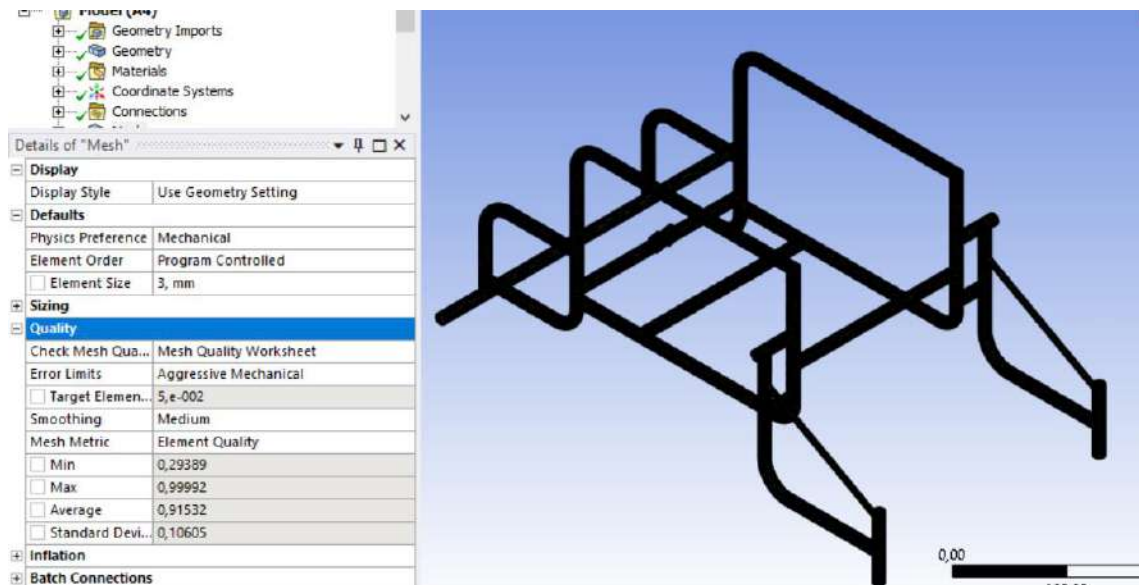 Model (A4)
Geometry Imports
Geometry
Materials
Coordinate Systems
Connections
Details of "Mesh"
Display
Display Style Use Geometry Setting
Defaults
Physics Preference Mechanical
Element Order Program Controlled
Element Size 3, mm
Sizing
Quality
Check Mesh Qua... Mesh Quality Worksheet
Error Limits Aggressive Mechanical
Target Elemen... 5,e-002
Smoothing Medium
Mesh Metric Element Quality
Min 0,29389
Max 0,99992
Average 0,91532
Standard Devi... 0,10605
Inflation
Batch Connections
0,00